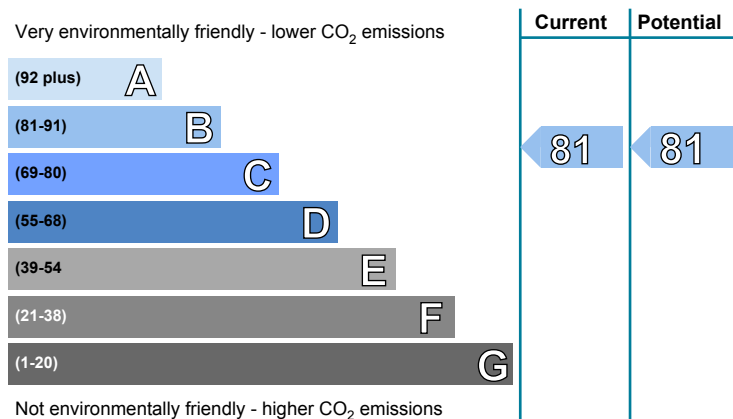 Current Potential
Very environmentally friendly - lower CO2 emissions
(92 plus) A
(81-91) B
81 81
(69-80) C
(55-68) D
(39-54 E
(21-38) F
(1-20) G
Not environmentally friendly - higher CO2 emissions